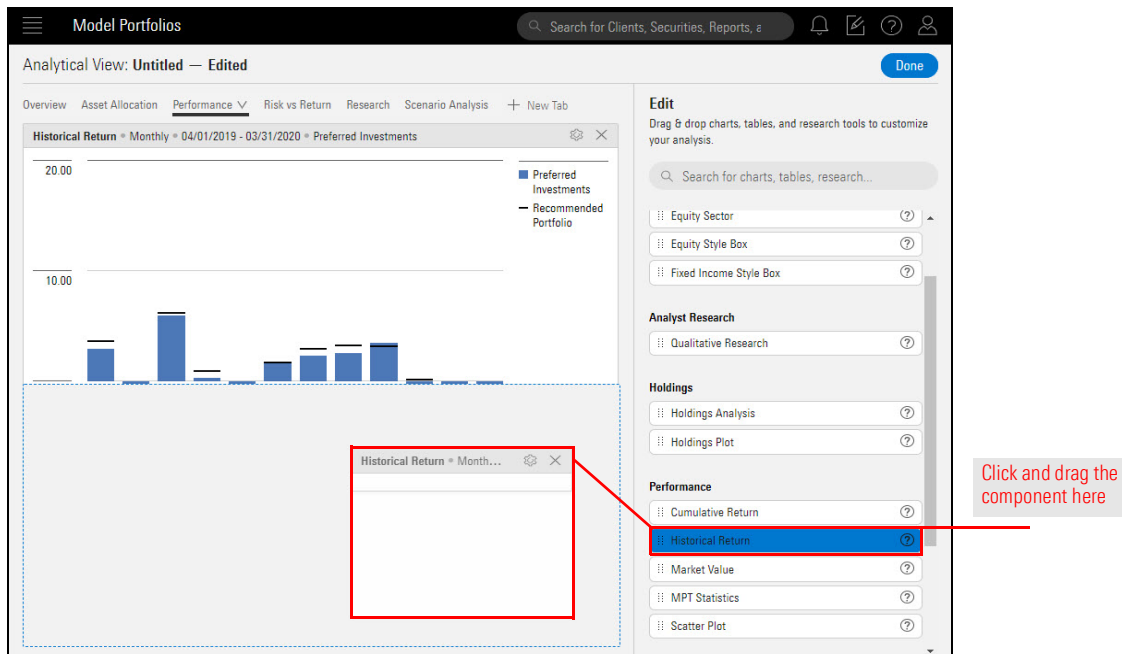 Model Portfolios
Search for Clients, Securities, Reports, a
Analytical View: Untitled — Edited
Done
Overview Asset Allocation Performance Risk vs Return Research Scenario Analysis + New Tab
Historical Return • Monthly • 04/01/2019 - 03/31/2020 • Preferred Investments
20.00
10.00
Preferred
Investments
Recommended
Portfolio
Historical Return • Month...
Edit
Drag & drop charts, tables, and research tools to customize
your analysis.
Search for charts, tables, research...
Equity Sector
Equity Style Box
Fixed Income Style Box
Analyst Research
Qualitative Research
Holdings
Holdings Analysis
Holdings Plot
Performance
Cumulative Return
Historical Return
Market Value
MPT Statistics
Scatter Plot
Click and drag the
component here